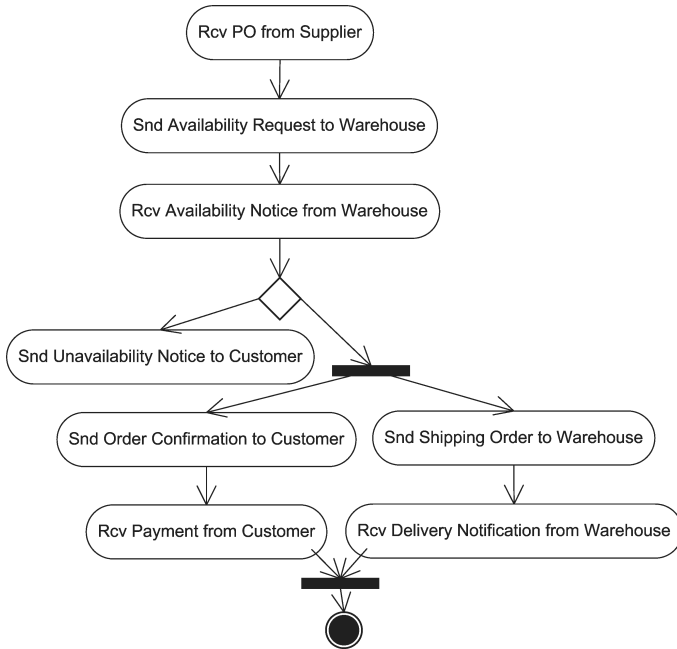 Rcv PO from Supplier
Snd Availability Request to Warehouse
Rcv Availability Notice from Warehouse
Snd Unavailability Notice to Customer
Snd Order Confirmation to Customer
Snd Shipping Order to Warehouse
Rcv Payment from Customer
Rcv Delivery Notification from Warehouse